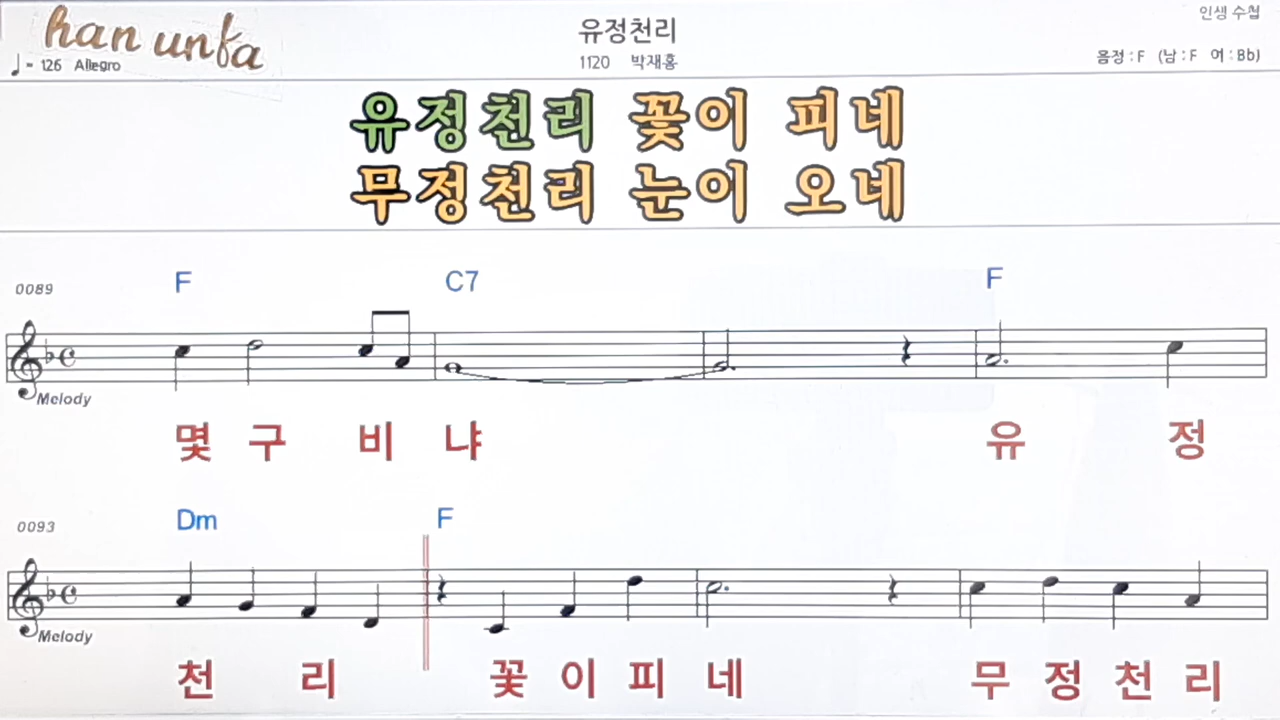 han unfa
♩= 126 Allegro
유정천리
1120 박재홍
인생 수첩
음정 : F (남 : F 여 : Bb)
유정천리 꽃이 피네
무정천리 눈이 오네
0089
F C7 F
Melody
몇 구 비 냐 유 정
0093
Dm F
Melody
천 리 꽃 이 피 네 무 정 천 리